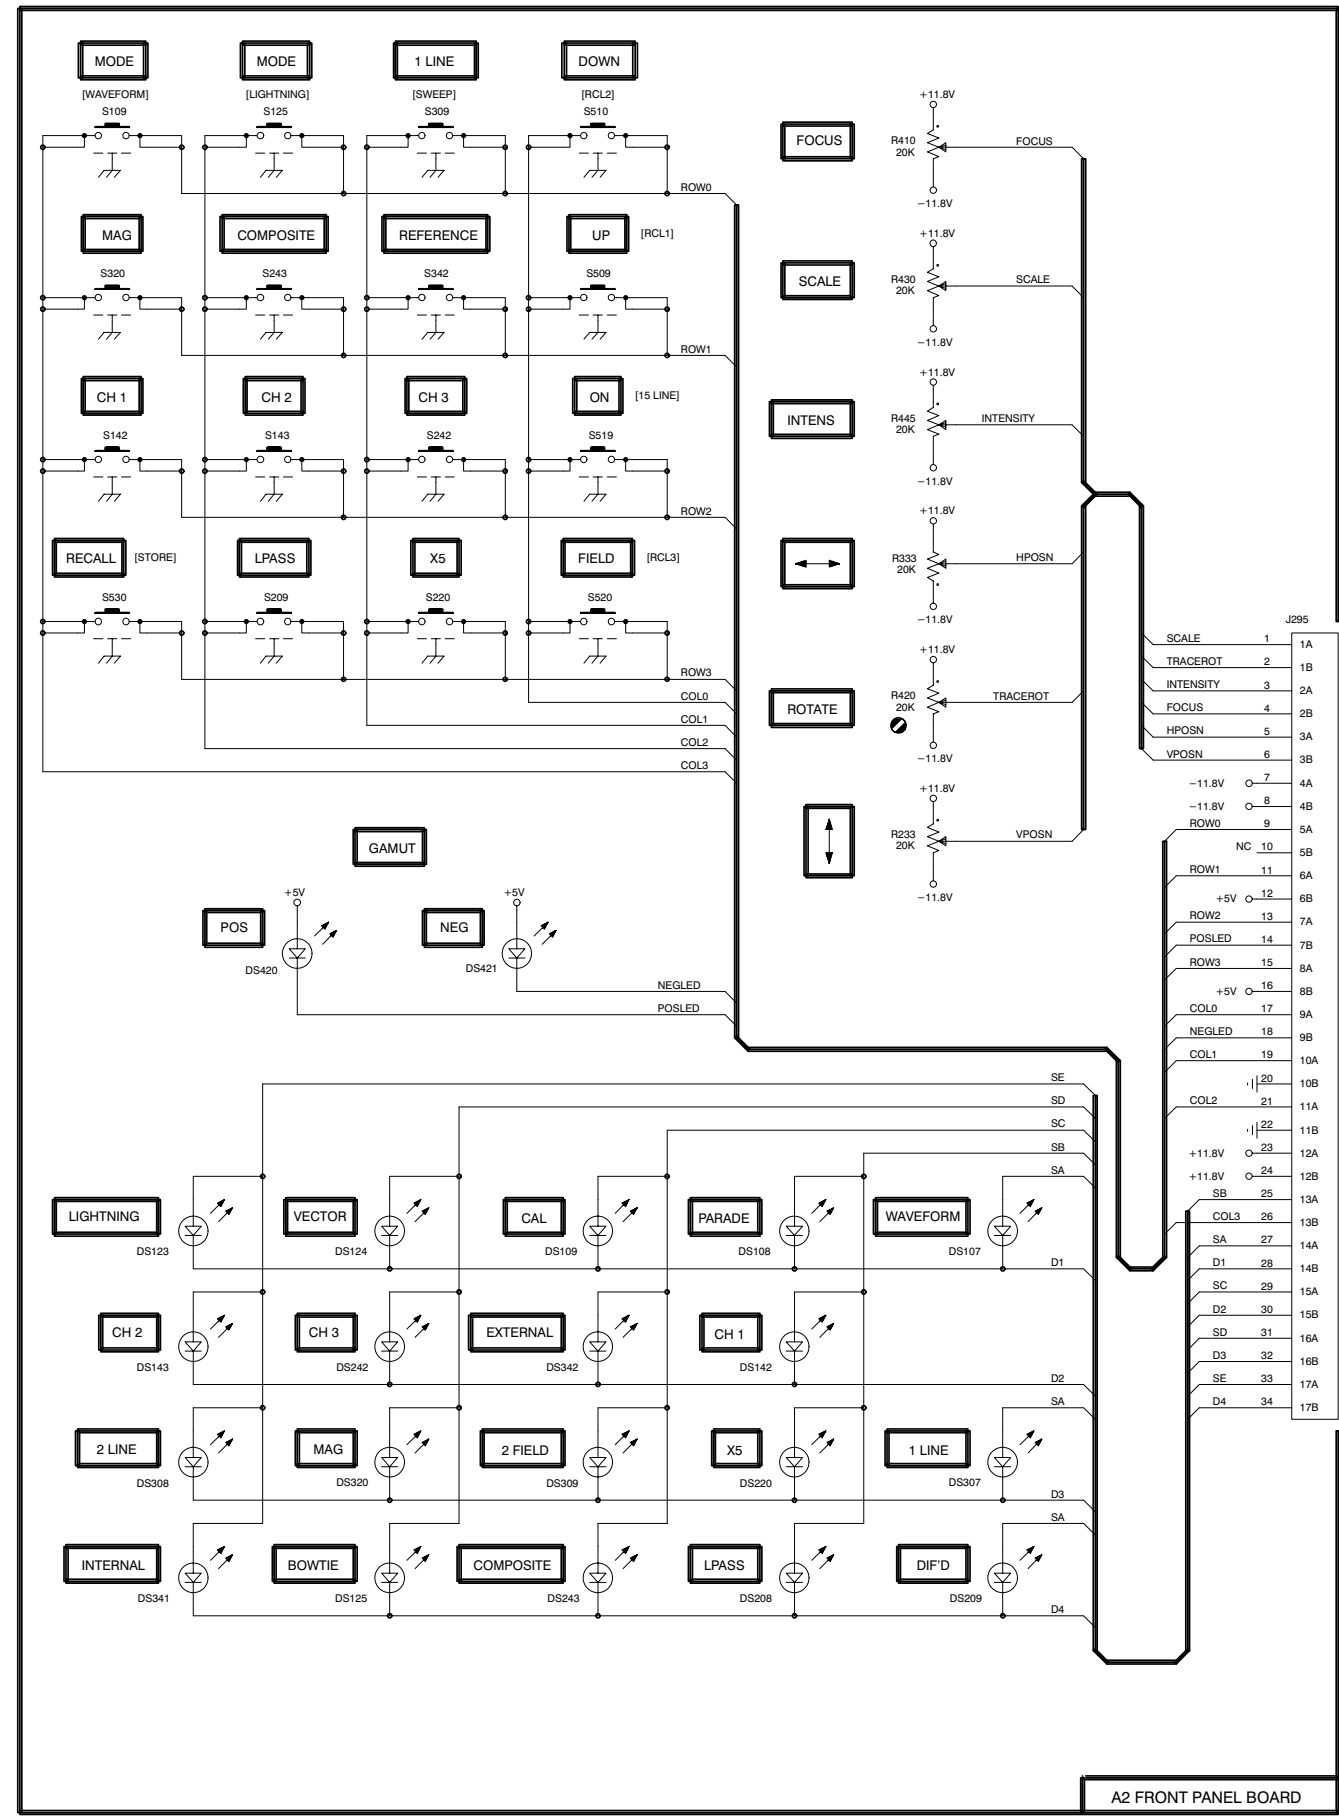 MODE MODE 1 LINE DOWN
[WAVEFORM] [LIGHTNING] [SWEEP] [RCL2]
S109 S125 S309 S510
ROW0
MAG COMPOSITE REFERENCE UP [RCL1]
S320 S243 S342 S509
ROW1
CH 1 CH 2 CH 3 ON [15 LINE]
S142 S143 S242 S519
ROW2
RECALL [STORE] LPASS X5 FIELD [RCL3]
S530 S209 S220 S520
ROW3
COL0
COL1
COL2
COL3
+11.8V
FOCUS R410 20K FOCUS
−11.8V
+11.8V
SCALE R430 20K SCALE
−11.8V
+11.8V
INTENS R445 20K INTENSITY
−11.8V
+11.8V
R333 20K HPOSN
−11.8V
+11.8V
ROTATE R420 20K TRACEROT
−11.8V
+11.8V
R233 20K VPOSN
−11.8V
GAMUT
+5V +5V
POS NEG
DS420 DS421
NEGLED
POSLED
J295
SCALE 1 1A
TRACEROT 2 1B
INTENSITY 3 2A
FOCUS 4 2B
HPOSN 5 3A
VPOSN 6 3B
−11.8V 7 4A
−11.8V 8 4B
ROW0 9 5A
NC 10 5B
ROW1 11 6A
+5V 12 6B
ROW2 13 7A
POSLED 14 7B
ROW3 15 8A
+5V 16 8B
COL0 17 9A
NEGLED 18 9B
COL1 19 10A
20 10B
COL2 21 11A
22 11B
+11.8V 23 12A
+11.8V 24 12B
SB 25 13A
COL3 26 13B
SA 27 14A
D1 28 14B
SC 29 15A
D2 30 15B
SD 31 16A
D3 32 16B
SE 33 17A
D4 34 17B
SE
SD
SC
SB
SA
LIGHTNING VECTOR CAL PARADE WAVEFORM
DS123 DS124 DS109 DS108 DS107
D1
CH 2 CH 3 EXTERNAL CH 1
DS143 DS242 DS342 DS142
D2
SA
2 LINE MAG 2 FIELD X5 1 LINE
DS308 DS320 DS309 DS220 DS307
D3
SA
INTERNAL BOWTIE COMPOSITE LPASS DIF'D
DS341 DS125 DS243 DS208 DS209
D4
A2 FRONT PANEL BOARD